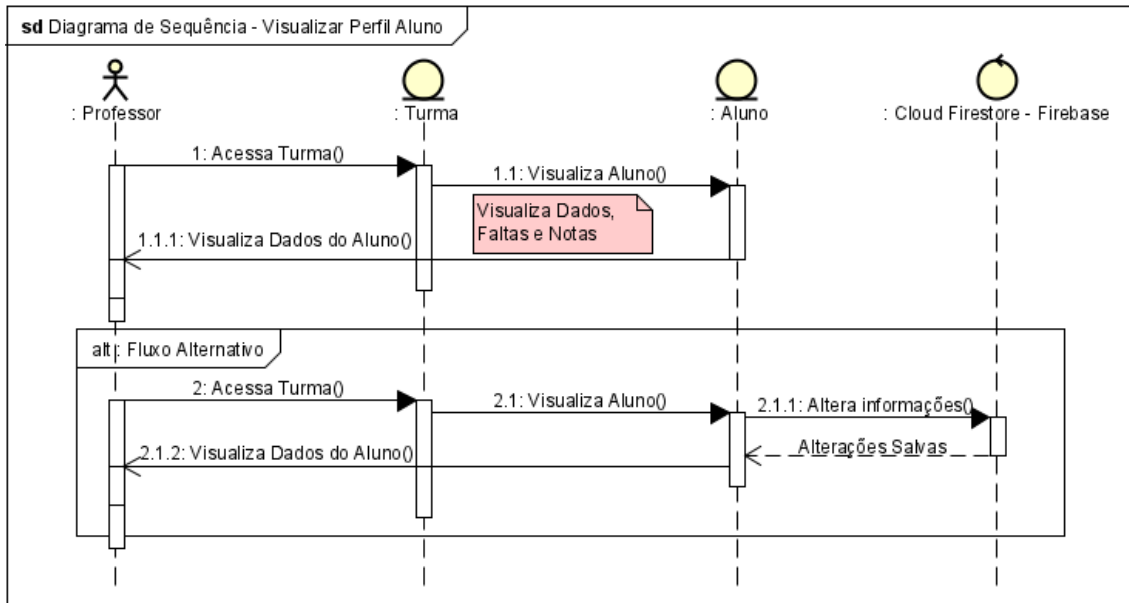 sd Diagrama de Sequência - Visualizar Perfil Aluno
: Professor
: Turma
: Aluno
: Cloud Firestore - Firebase
1: Acessa Turma()
1.1: Visualiza Aluno()
Visualiza Dados,
Faltas e Notas
1.1.1: Visualiza Dados do Aluno()
alt : Fluxo Alternativo
2: Acessa Turma()
2.1: Visualiza Aluno()
2.1.1: Altera informações()
Alterações Salvas
2.1.2: Visualiza Dados do Aluno()